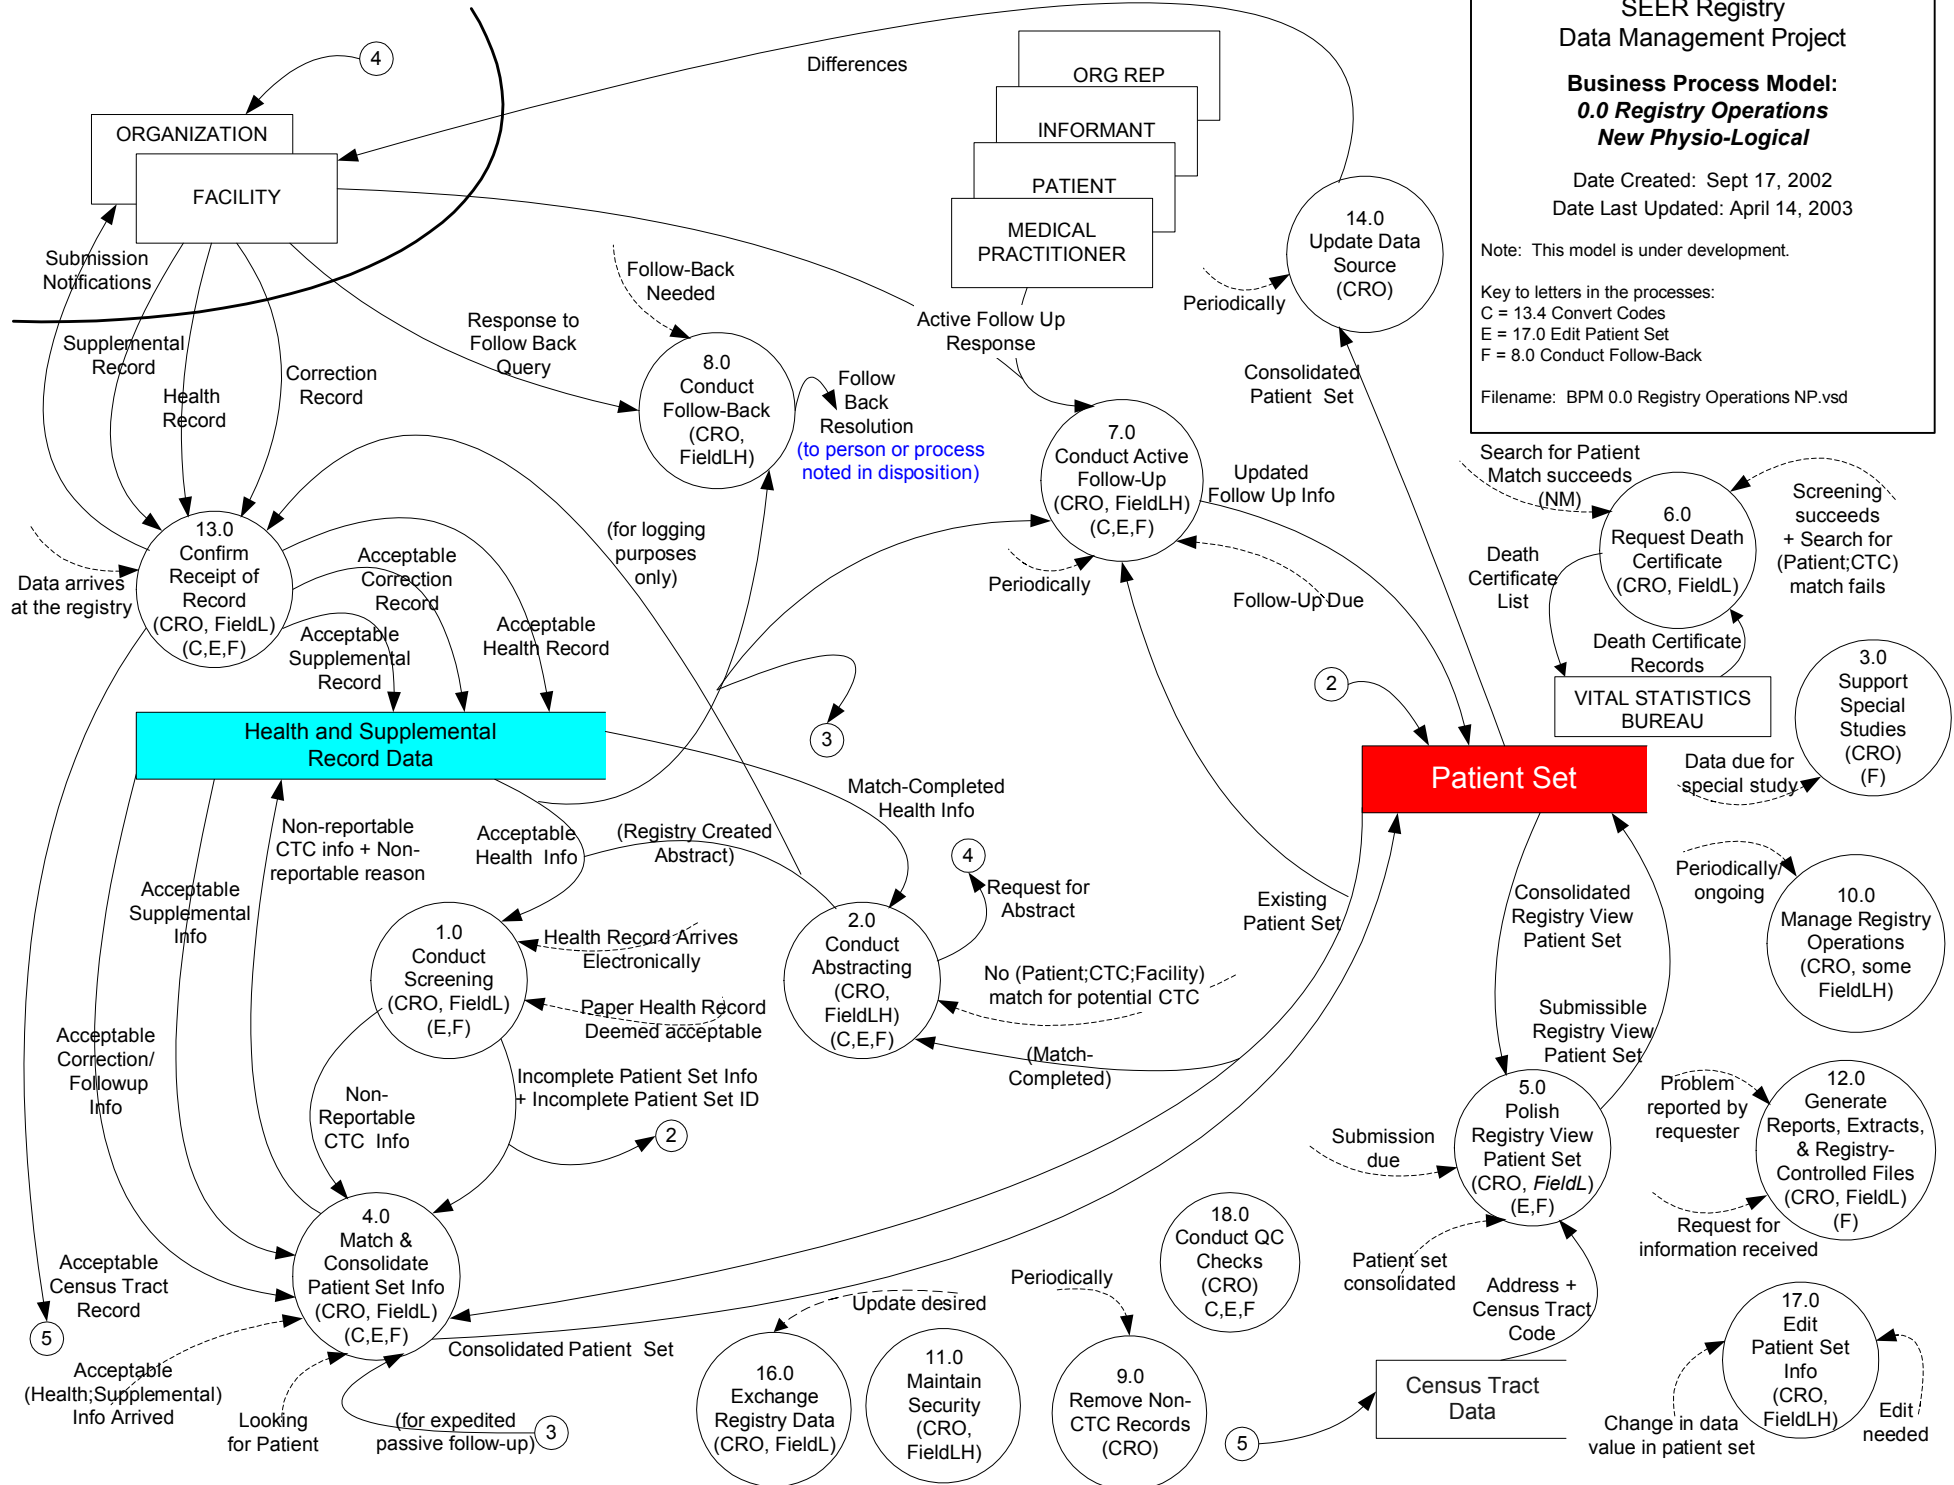 SEER Registry
Data Management Project
Business Process Model:
0.0 Registry Operations
New Physio-Logical
Date Created: Sept 17, 2002
Date Last Updated: April 14, 2003
Note: This model is under development.
Key to letters in the processes:
C = 13.4 Convert Codes
E = 17.0 Edit Patient Set
F = 8.0 Conduct Follow-Back
Filename: BPM 0.0 Registry Operations NP.vsd
4
ORGANIZATION
FACILITY
Differences
ORG REP
INFORMANT
PATIENT
MEDICAL
PRACTITIONER
14.0
Update Data
Source
(CRO)
Periodically
Submission
Notifications
Supplemental
Record
Health
Record
Correction
Record
Response to
Follow Back
Query
Follow-Back
Needed
8.0
Conduct
Follow-Back
(CRO,
FieldLH)
Follow
Back
Resolution
(to person or process
noted in disposition)
Active Follow Up
Response
7.0
Conduct Active
Follow-Up
(CRO, FieldLH)
(C,E,F)
Updated
Follow Up Info
Periodically
Follow-Up Due
Consolidated
Patient Set
Search for Patient
Match succeeds
(NM)
6.0
Request Death
Certificate
(CRO, FieldL)
Screening
succeeds
+ Search for
(Patient;CTC)
match fails
Death
Certificate
List
Death Certificate
Records
VITAL STATISTICS
BUREAU
3.0
Support
Special
Studies
(CRO)
(F)
Data due for
special study
13.0
Confirm
Receipt of
Record
(CRO, FieldL)
(C,E,F)
Data arrives
at the registry
Acceptable
Correction
Record
Acceptable
Supplemental
Record
Acceptable
Health Record
(for logging
purposes
only)
3
2
Health and Supplemental
Record Data
Patient Set
Non-reportable
CTC info + Non-
reportable reason
Acceptable
Health Info
(Registry Created
Abstract)
Match-Completed
Health Info
4
Request for
Abstract
Acceptable
Supplemental
Info
Acceptable
Correction/
Followup
Info
1.0
Conduct
Screening
(CRO, FieldL)
(E,F)
Health Record Arrives
Electronically
Paper Health Record
Deemed acceptable
2.0
Conduct
Abstracting
(CRO,
FieldLH)
(C,E,F)
No (Patient;CTC;Facility)
match for potential CTC
(Match-
Completed)
Existing
Patient Set
Consolidated
Registry View
Patient Set
Submissible
Registry View
Patient Set
Periodically/
ongoing
10.0
Manage Registry
Operations
(CRO, some
FieldLH)
Non-
Reportable
CTC Info
Incomplete Patient Set Info
+ Incomplete Patient Set ID
2
5.0
Polish
Registry View
Patient Set
(CRO, FieldL)
(E,F)
Submission
due
Patient set
consolidated
Address +
Census Tract
Code
Problem
reported by
requester
12.0
Generate
Reports, Extracts,
& Registry-
Controlled Files
(CRO, FieldL)
(F)
Request for
information received
Acceptable
Census Tract
Record
5
4.0
Match &
Consolidate
Patient Set Info
(CRO, FieldL)
(C,E,F)
Acceptable
(Health;Supplemental)
Info Arrived
Looking
for Patient
(for expedited
passive follow-up)
3
Consolidated Patient Set
Update desired
16.0
Exchange
Registry Data
(CRO, FieldL)
11.0
Maintain
Security
(CRO,
FieldLH)
Periodically
9.0
Remove Non-
CTC Records
(CRO)
18.0
Conduct QC
Checks
(CRO)
C,E,F
5
Census Tract
Data
17.0
Edit
Patient Set
Info
(CRO,
FieldLH)
Change in data
value in patient set
Edit
needed